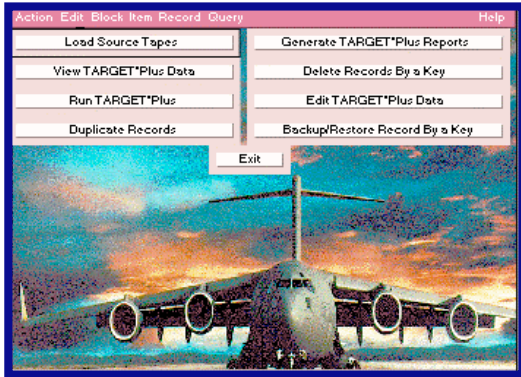 Action Edit Block Item Record Query Help
Load Source Tapes
Generate TARGET*Plus Reports
View TARGET*Plus Data
Delete Records By a Key
Run TARGET*Plus
Edit TARGET*Plus Data
Duplicate Records
Backup/Restore Record By a Key
Exit